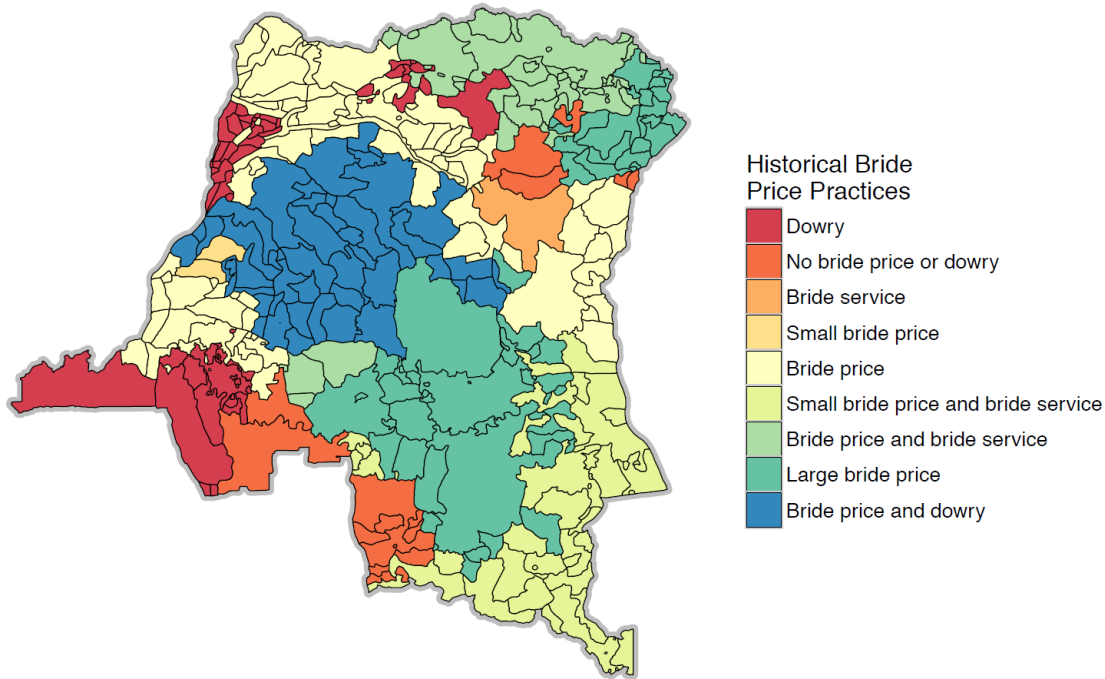 Historical Bride
Price Practices
Dowry
No bride price or dowry
Bride service
Small bride price
Bride price
Small bride price and bride service
Bride price and bride service
Large bride price
Bride price and dowry